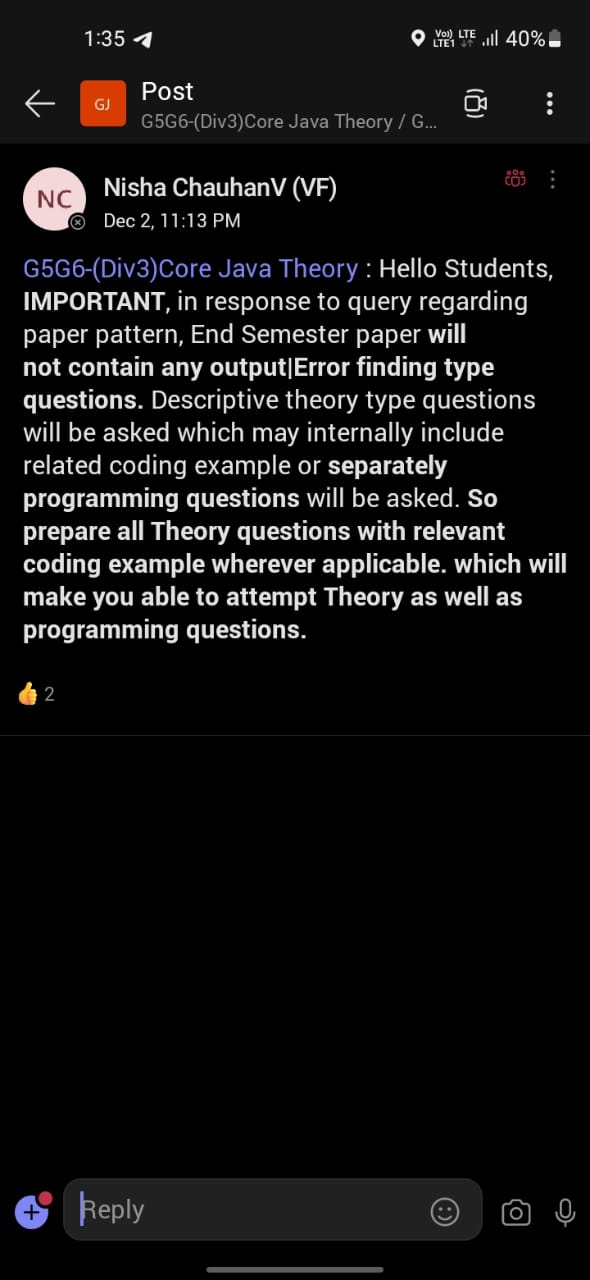 1:35
Vo)) LTE
LTE1
40%
GJ
Post
G5G6-(Div3)Core Java Theory / G...
NC
Nisha ChauhanV (VF)
Dec 2, 11:13 PM
G5G6-(Div3)Core Java Theory : Hello Students,
IMPORTANT, in response to query regarding
paper pattern, End Semester paper will
not contain any output|Error finding type
questions. Descriptive theory type questions
will be asked which may internally include
related coding example or separately
programming questions will be asked. So
prepare all Theory questions with relevant
coding example wherever applicable. which will
make you able to attempt Theory as well as
programming questions.
👍 2
Reply